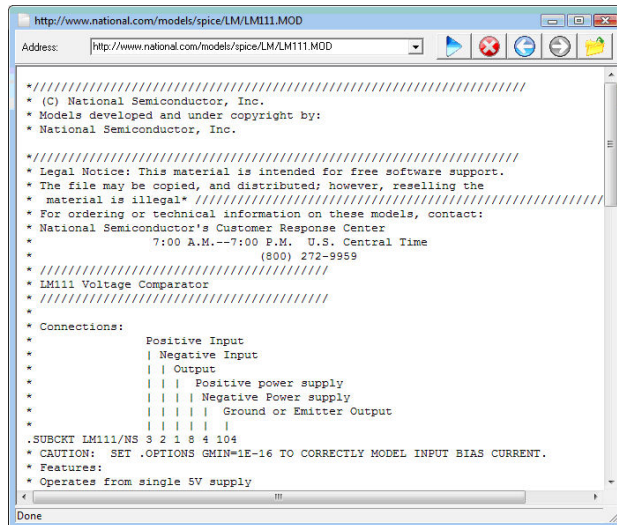 http://www.national.com/models/spice/LM/LM111.MOD
Address: http://www.national.com/models/spice/LM/LM111.MOD
*//////////////////////////////////////////////////////////////////////
* (C) National Semiconductor, Inc.
* Models developed and under copyright by:
* National Semiconductor, Inc.
*/////////////////////////////////////////////////////////////////////
* Legal Notice: This material is intended for free software support.
* The file may be copied, and distributed; however, reselling the
*  material is illegal* //////////////////////////////////////////////////////////
* For ordering or technical information on these models, contact:
* National Semiconductor's Customer Response Center
*                 7:00 A.M.--7:00 P.M.  U.S. Central Time
*                                (800) 272-9959
* /////////////////////////////////////////
* LM111 Voltage Comparator
* /////////////////////////////////////////
*
* Connections:
*                Positive Input
*                | Negative Input
*                | | Output
*                | | |  Positive power supply
*                | | | | Negative Power supply
*                | | | | |  Ground or Emitter Output
*                | | | | |  |
.SUBCKT LM111/NS 3 2 1 8 4 104
* CAUTION:  SET .OPTIONS GMIN=1E-16 TO CORRECTLY MODEL INPUT BIAS CURRENT.
* Features:
* Operates from single 5V supply
Done